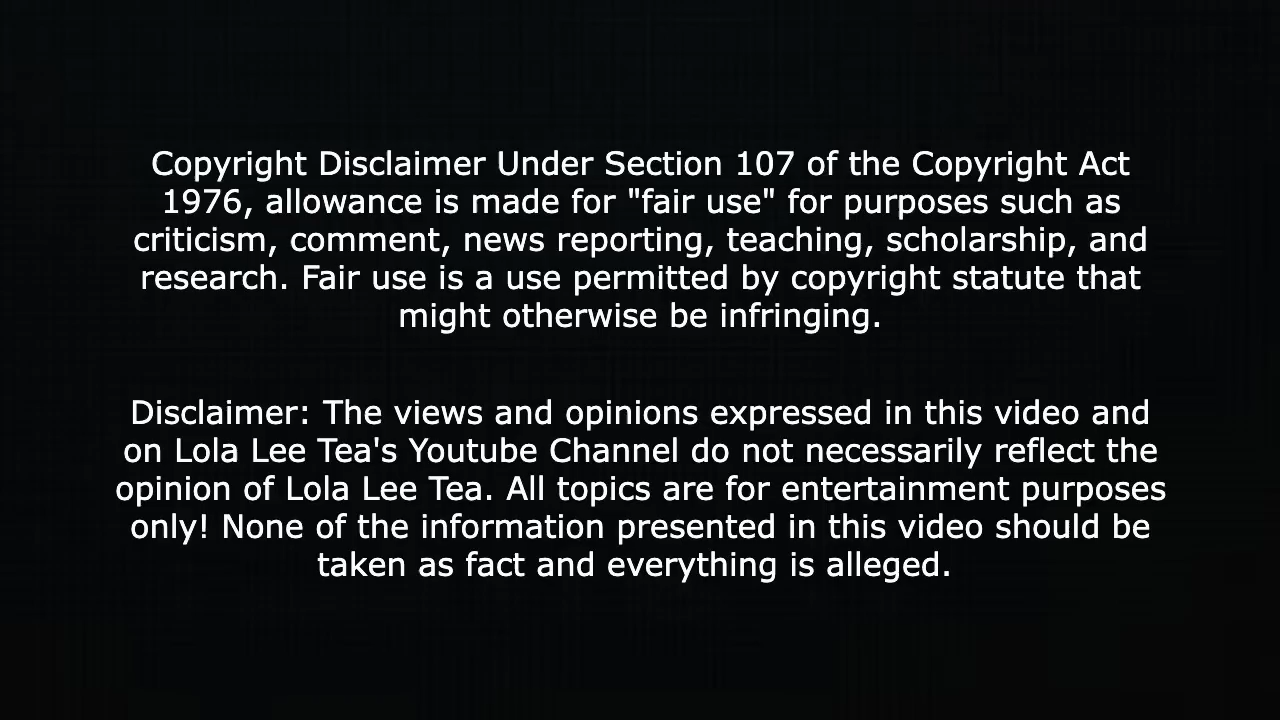 Copyright Disclaimer Under Section 107 of the Copyright Act
1976, allowance is made for "fair use" for purposes such as
criticism, comment, news reporting, teaching, scholarship, and
research. Fair use is a use permitted by copyright statute that
might otherwise be infringing.
Disclaimer: The views and opinions expressed in this video and
on Lola Lee Tea's Youtube Channel do not necessarily reflect the
opinion of Lola Lee Tea. All topics are for entertainment purposes
only! None of the information presented in this video should be
taken as fact and everything is alleged.